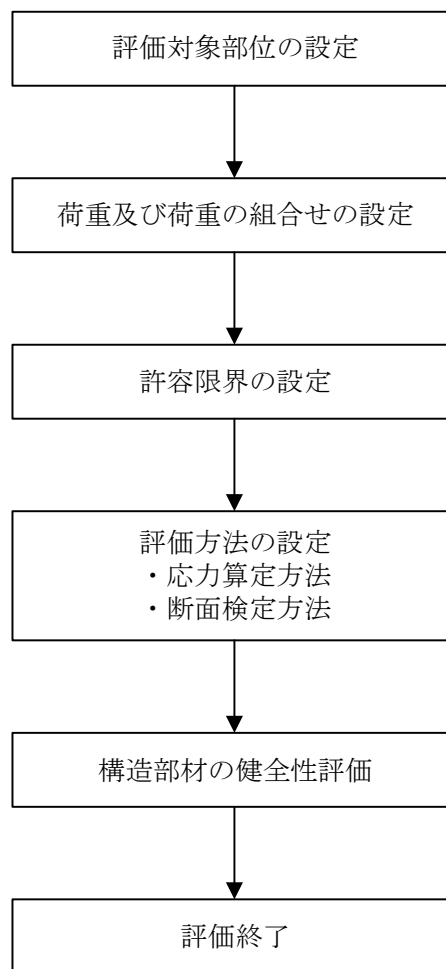 評価対象部位の設定
荷重及び荷重の組合せの設定
許容限界の設定
評価方法の設定
・応力算定方法
・断面検定方法
構造部材の健全性評価
評価終了